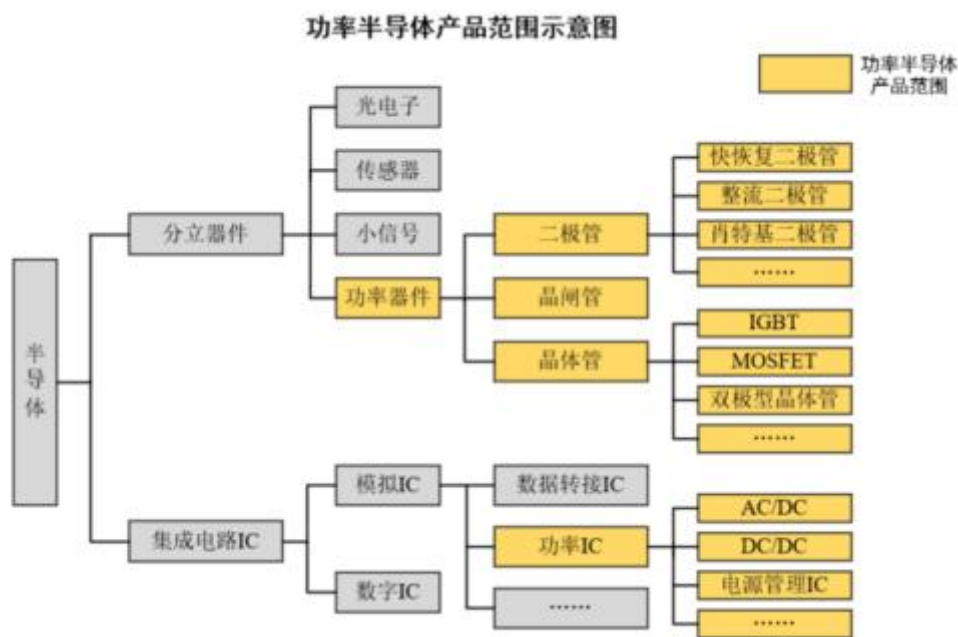 功率半导体产品范围示意图
功率半导体
产品范围
光电子
传感器
小信号
功率器件
分立器件
半导体
二极管
晶闸管
晶体管
快恢复二极管
整流二极管
肖特基二极管
……
IGBT
MOSFET
双极型晶体管
……
集成电路IC
模拟IC
数字IC
数据转接IC
功率IC
……
AC/DC
DC/DC
电源管理IC
……